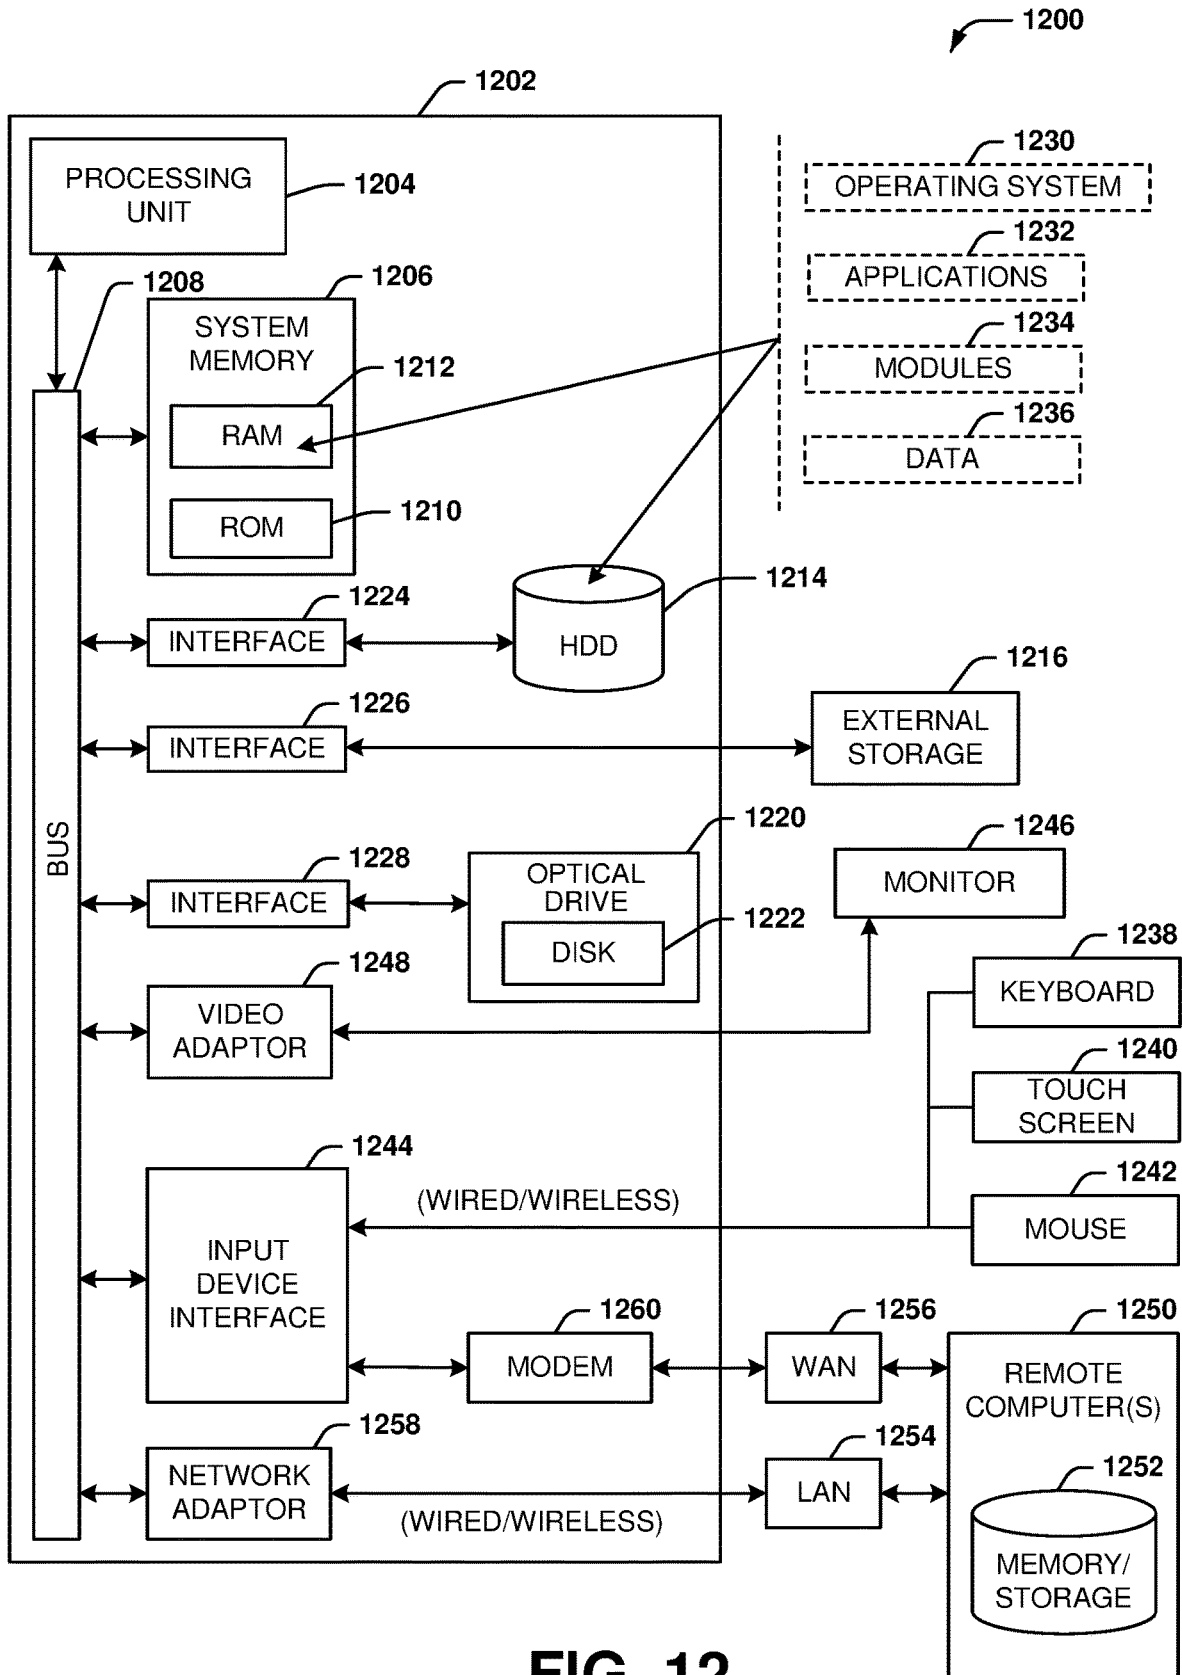 1200
1202
PROCESSING
UNIT
1204
1230
OPERATING SYSTEM
1232
APPLICATIONS
1234
MODULES
1236
DATA
1208
1206
SYSTEM
MEMORY
1212
RAM
1210
ROM
1214
HDD
1224
INTERFACE
1216
EXTERNAL
STORAGE
1226
INTERFACE
BUS
1220
OPTICAL
DRIVE
1222
DISK
1228
INTERFACE
1246
MONITOR
1248
VIDEO
ADAPTOR
1238
KEYBOARD
1240
TOUCH
SCREEN
1242
MOUSE
1244
INPUT
DEVICE
INTERFACE
(WIRED/WIRELESS)
1260
MODEM
1256
WAN
1250
REMOTE
COMPUTER(S)
1258
NETWORK
ADAPTOR
(WIRED/WIRELESS)
1254
LAN
1252
MEMORY/
STORAGE
FIG. 12